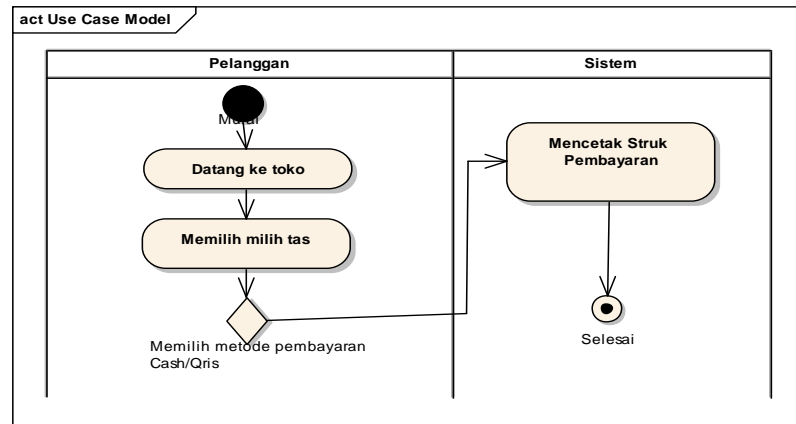 act Use Case Model
Pelanggan
Sistem
Mulai
Datang ke toko
Memilih milih tas
Memilih metode pembayaran
Cash/Qris
Mencetak Struk
Pembayaran
Selesai